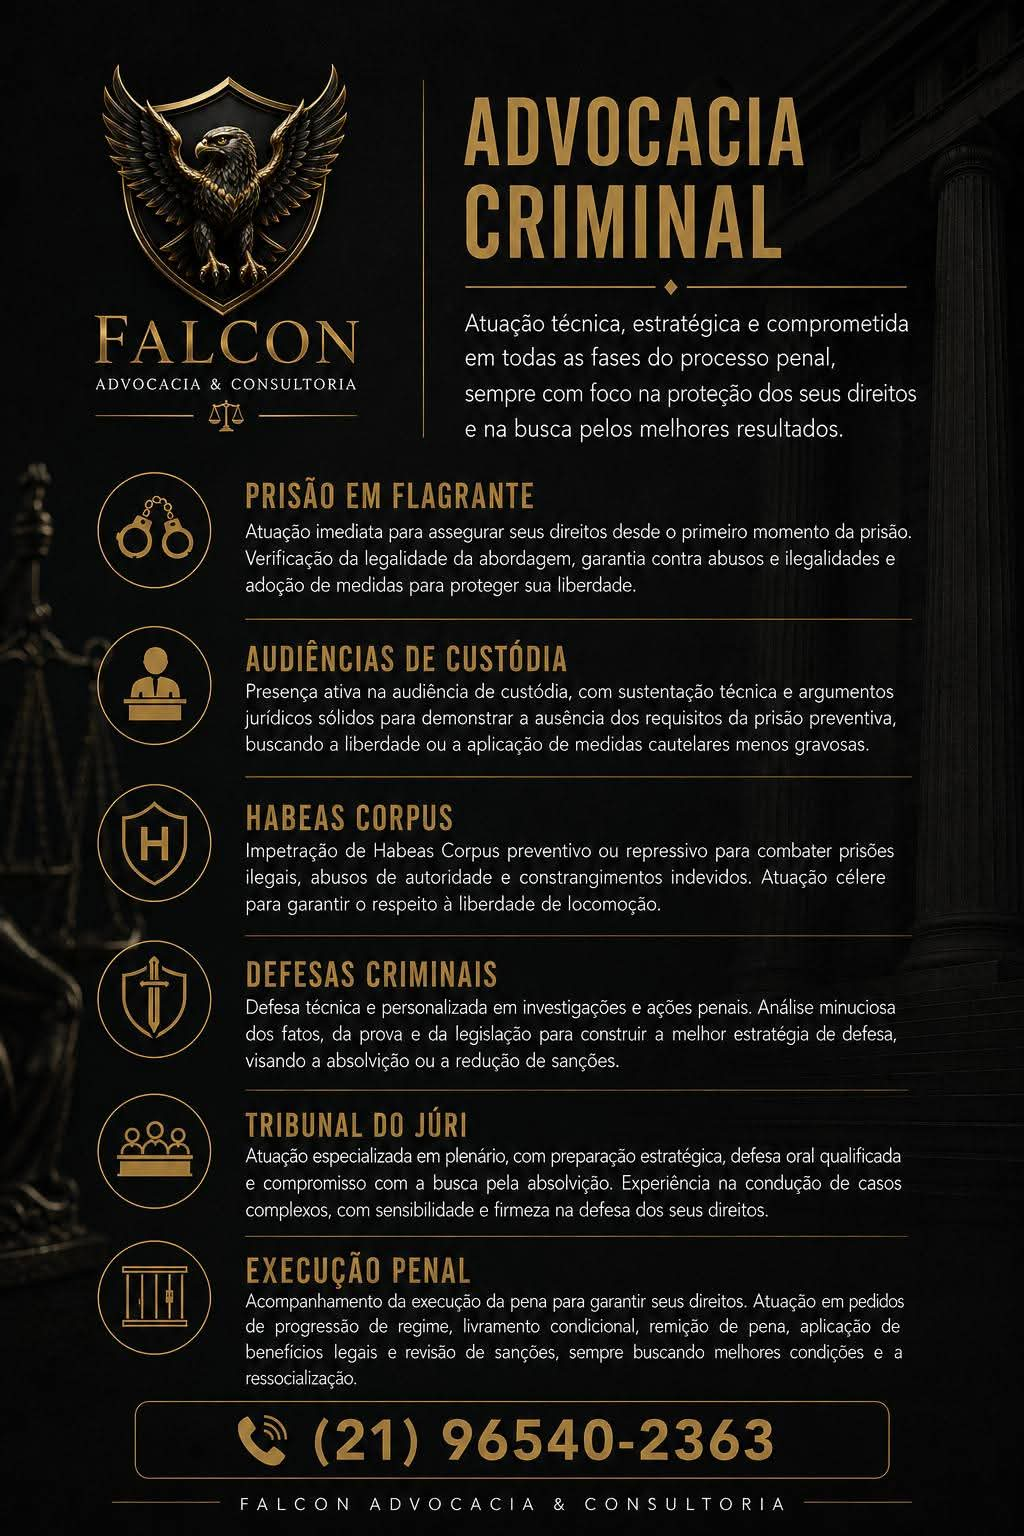 FALCON
ADVOCACIA & CONSULTORIA
ADVOCACIA
CRIMINAL
Atuação técnica, estratégica e comprometida
em todas as fases do processo penal,
sempre com foco na proteção dos seus direitos
e na busca pelos melhores resultados.
PRISÃO EM FLAGRANTE
Atuação imediata para assegurar seus direitos desde o primeiro momento da prisão.
Verificação da legalidade da abordagem, garantia contra abusos e ilegalidades e
adoção de medidas para proteger sua liberdade.
AUDIÊNCIAS DE CUSTÓDIA
Presença ativa na audiência de custódia, com sustentação técnica e argumentos
jurídicos sólidos para demonstrar a ausência dos requisitos da prisão preventiva,
buscando a liberdade ou a aplicação de medidas cautelares menos gravosas.
H
HABEAS CORPUS
Impetração de Habeas Corpus preventivo ou repressivo para combater prisões
ilegais, abusos de autoridade e constrangimentos indevidos. Atuação célere
para garantir o respeito à liberdade de locomoção.
DEFESAS CRIMINAIS
Defesa técnica e personalizada em investigações e ações penais. Análise minuciosa
dos fatos, da prova e da legislação para construir a melhor estratégia de defesa,
visando a absolvição ou a redução de sanções.
TRIBUNAL DO JÚRI
Atuação especializada em plenário, com preparação estratégica, defesa oral qualificada
e compromisso com a busca pela absolvição. Experiência na condução de casos
complexos, com sensibilidade e firmeza na defesa dos seus direitos.
EXECUÇÃO PENAL
Acompanhamento da execução da pena para garantir seus direitos. Atuação em pedidos
de progressão de regime, livramento condicional, remição de pena, aplicação de
benefícios legais e revisão de sanções, sempre buscando melhores condições e a
ressocialização.
(21) 96540-2363
FALCON ADVOCACIA & CONSULTORIA